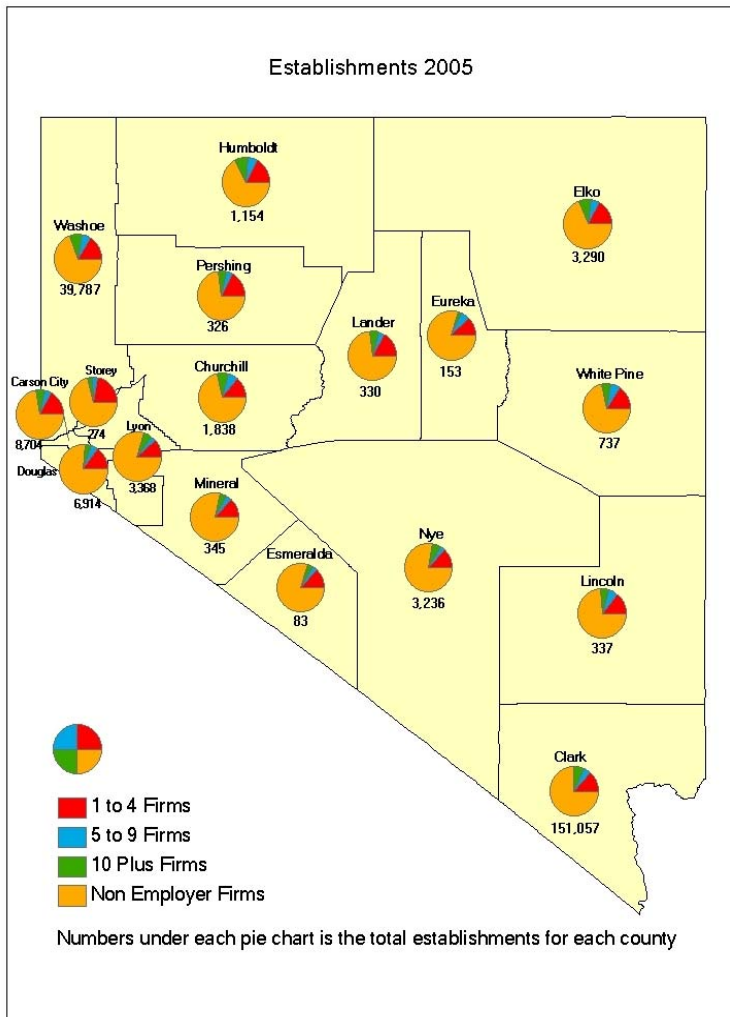 Establishments 2005
Humboldt
1,154
Elko
3,290
Washoe
39,787
Pershing
326
Lander
330
Eureka
153
Churchill
1,838
White Pine
737
Carson City
8,704
Storey
274
Lyon
3,368
Douglas
6,914
Mineral
345
Esmeralda
83
Nye
3,236
Lincoln
337
Clark
151,057
1 to 4 Firms
5 to 9 Firms
10 Plus Firms
Non Employer Firms
Numbers under each pie chart is the total establishments for each county